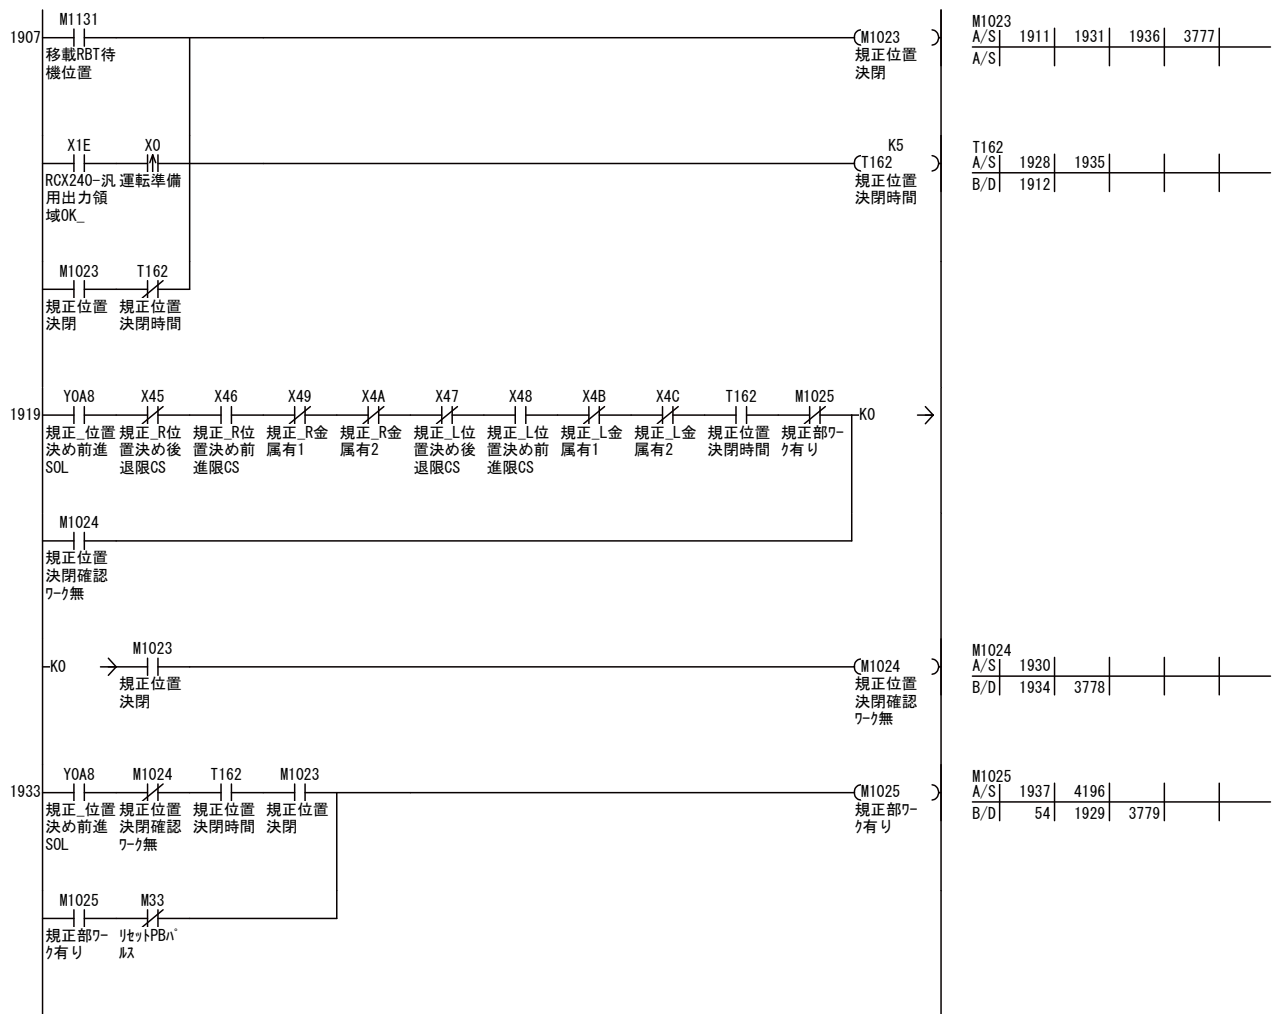 M1131
1907
移載RBT待
機位置
M1023
規正位置
決閉
M1023
A/S 1911 1931 1936 3777
A/S
X1E X0
RCX240-汎 運転準備
用出力領
域OK_
K5
T162
規正位置
決閉時間
T162
A/S 1928 1935
B/D 1912
M1023 T162
規正位置 規正位置
決閉 決閉時間
Y0A8 X45 X46 X49 X4A X47 X48 X4B X4C T162 M1025
1919 K0
規正_位置 規正_R位 規正_R位 規正_R金 規正_R金 規正_L位 規正_L位 規正_L金 規正_L金 規正位置 規正部ﾜｰ
決め前進 置決め後 置決め前 属有1 属有2 置決め後 置決め前 属有1 属有2 決閉時間 ｸ有り
SOL 退限CS 進限CS 退限CS 進限CS
M1024
規正位置
決閉確認
ﾜｰｸ無
K0 M1023
規正位置
決閉
M1024
規正位置
決閉確認
ﾜｰｸ無
M1024
A/S 1930
B/D 1934 3778
Y0A8 M1024 T162 M1023
1933
規正_位置 規正位置 規正位置 規正位置
決め前進 決閉確認 決閉時間 決閉
SOL ﾜｰｸ無
M1025
規正部ﾜｰ
ｸ有り
M1025
A/S 1937 4196
B/D 54 1929 3779
M1025 M33
規正部ﾜｰ ﾘｾｯﾄPBﾊﾟ
ｸ有り ﾙｽ